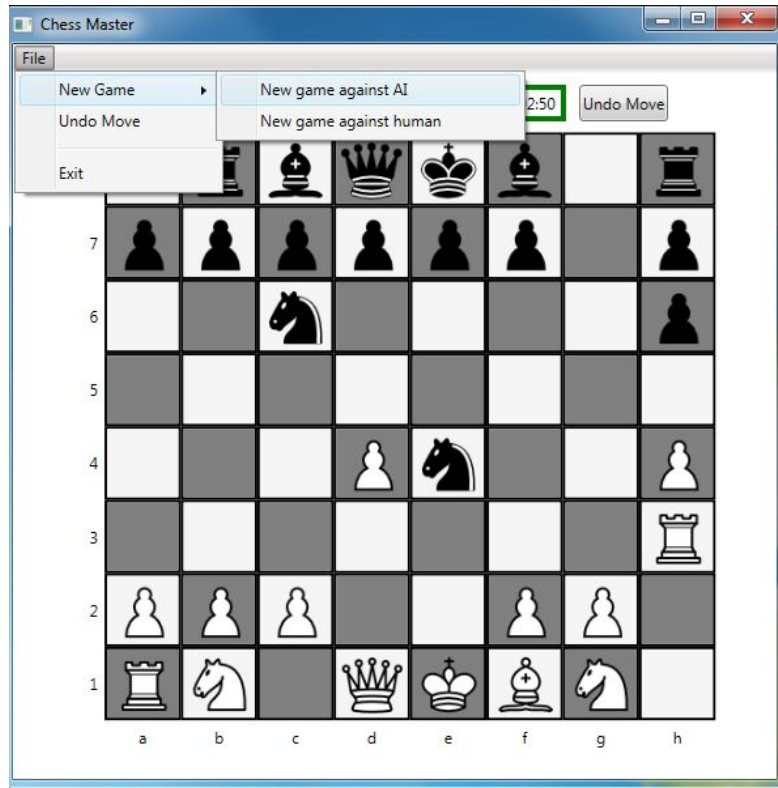 Chess Master
File
New Game New game against AI 2:50 Undo Move
Undo Move New game against human
Exit
7
6
5
4
3
2
1
a b c d e f g h